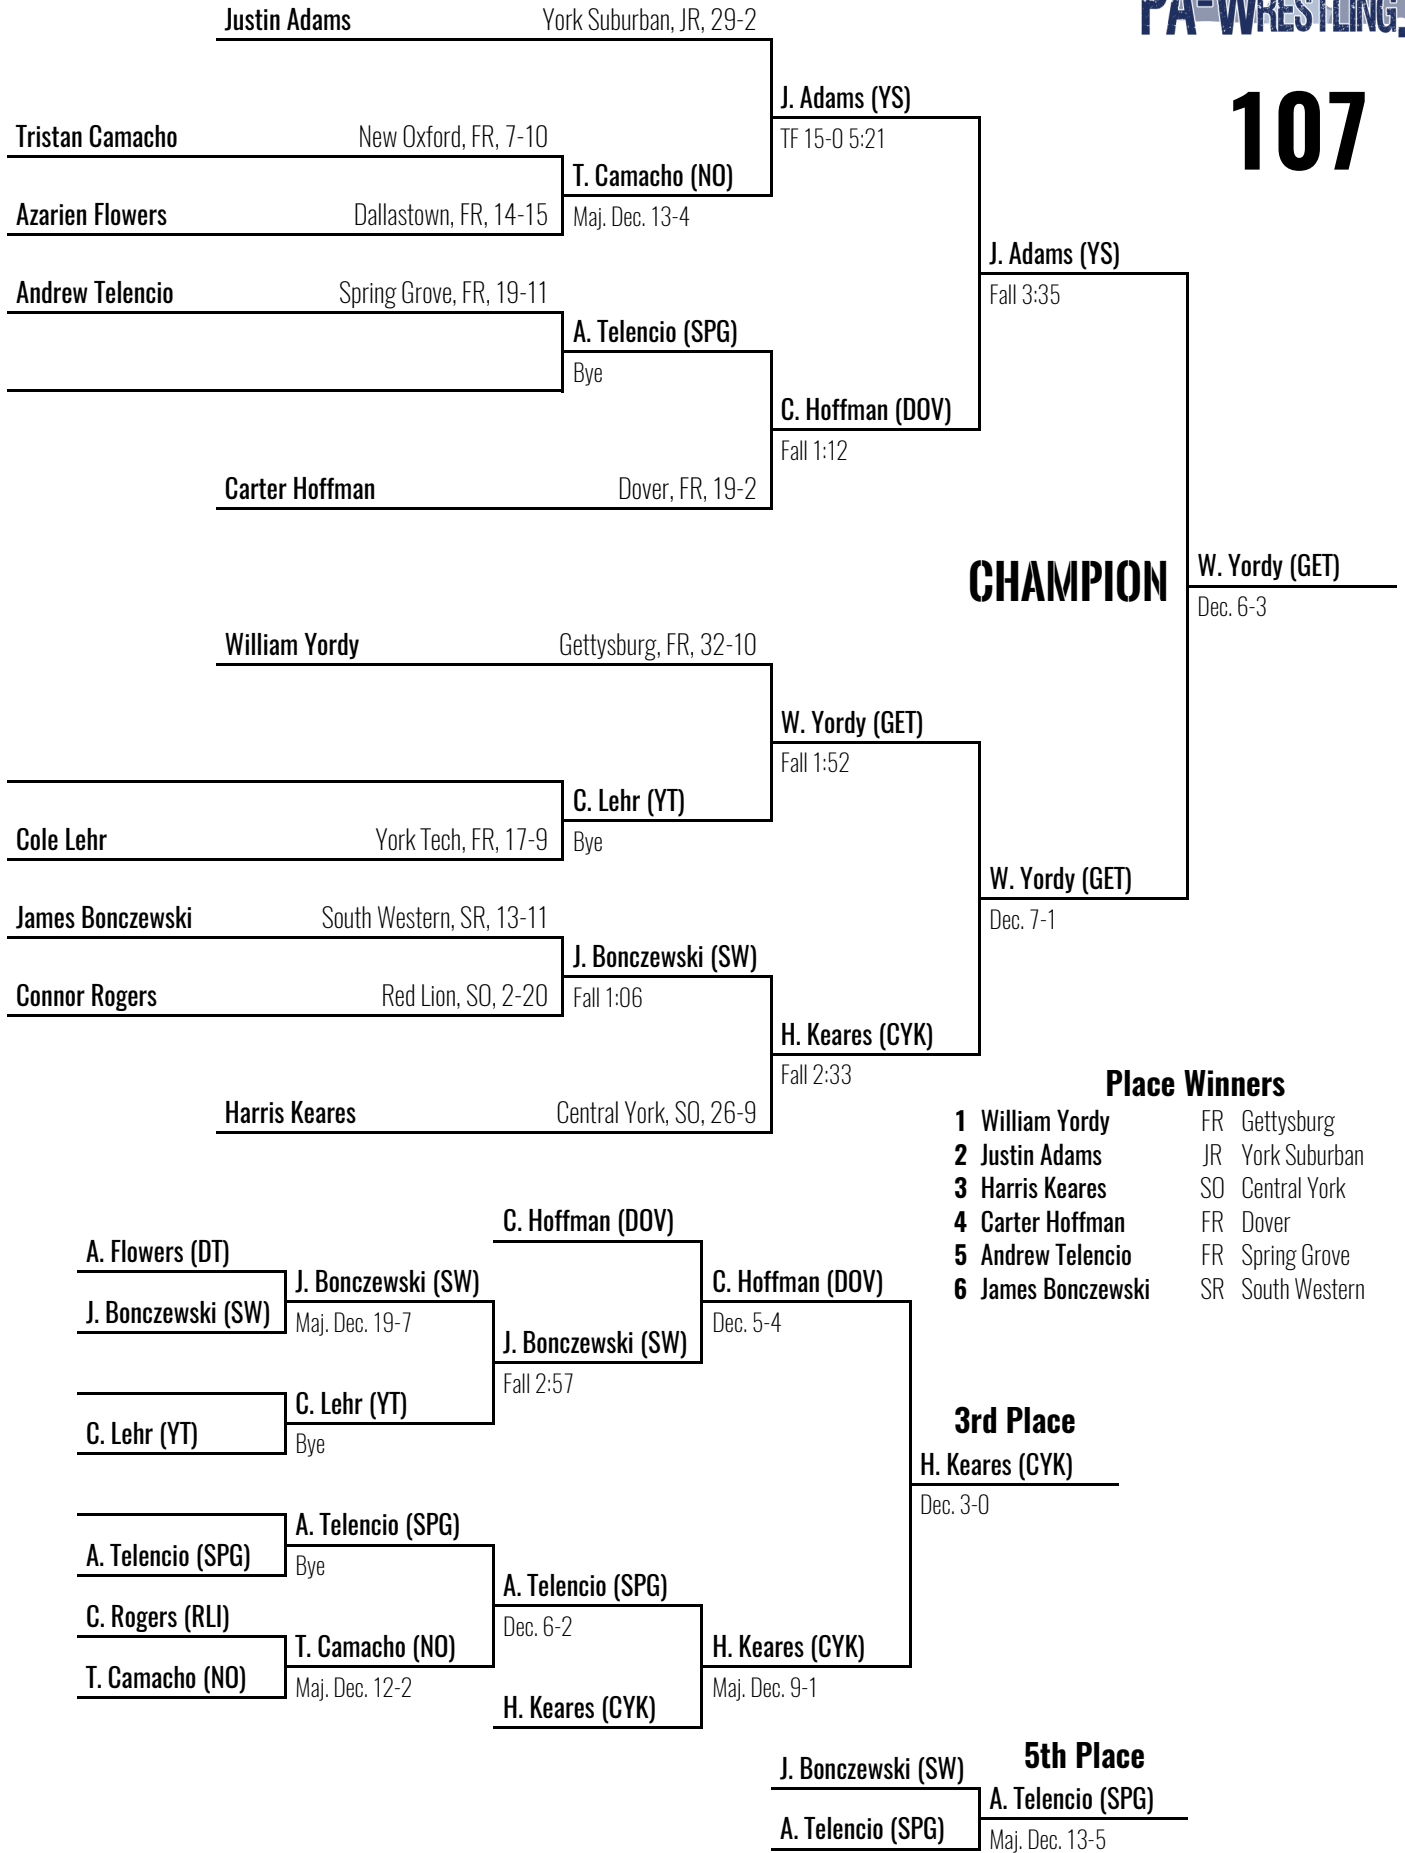 PA-WRESTLING.
107
Justin Adams York Suburban, JR, 29-2
J. Adams (YS)
TF 15-0 5:21
Tristan Camacho New Oxford, FR, 7-10
T. Camacho (NO)
Maj. Dec. 13-4
Azarien Flowers Dallastown, FR, 14-15
J. Adams (YS)
Fall 3:35
Andrew Telencio Spring Grove, FR, 19-11
A. Telencio (SPG)
Bye
C. Hoffman (DOV)
Fall 1:12
Carter Hoffman Dover, FR, 19-2
CHAMPION
W. Yordy (GET)
Dec. 6-3
William Yordy Gettysburg, FR, 32-10
W. Yordy (GET)
Fall 1:52
C. Lehr (YT)
Bye
Cole Lehr York Tech, FR, 17-9
W. Yordy (GET)
Dec. 7-1
James Bonczewski South Western, SR, 13-11
J. Bonczewski (SW)
Fall 1:06
Connor Rogers Red Lion, SO, 2-20
H. Keares (CYK)
Fall 2:33
Harris Keares Central York, SO, 26-9
Place Winners
1 William Yordy FR Gettysburg
2 Justin Adams JR York Suburban
3 Harris Keares SO Central York
4 Carter Hoffman FR Dover
5 Andrew Telencio FR Spring Grove
6 James Bonczewski SR South Western
C. Hoffman (DOV)
A. Flowers (DT)
J. Bonczewski (SW)
Maj. Dec. 19-7
J. Bonczewski (SW)
C. Hoffman (DOV)
Dec. 5-4
J. Bonczewski (SW)
Fall 2:57
C. Lehr (YT)
Bye
C. Lehr (YT)
3rd Place
H. Keares (CYK)
Dec. 3-0
A. Telencio (SPG)
Bye
A. Telencio (SPG)
A. Telencio (SPG)
Dec. 6-2
C. Rogers (RLI)
T. Camacho (NO)
Maj. Dec. 12-2
T. Camacho (NO)
H. Keares (CYK)
Maj. Dec. 9-1
H. Keares (CYK)
5th Place
J. Bonczewski (SW)
A. Telencio (SPG)
Maj. Dec. 13-5
A. Telencio (SPG)